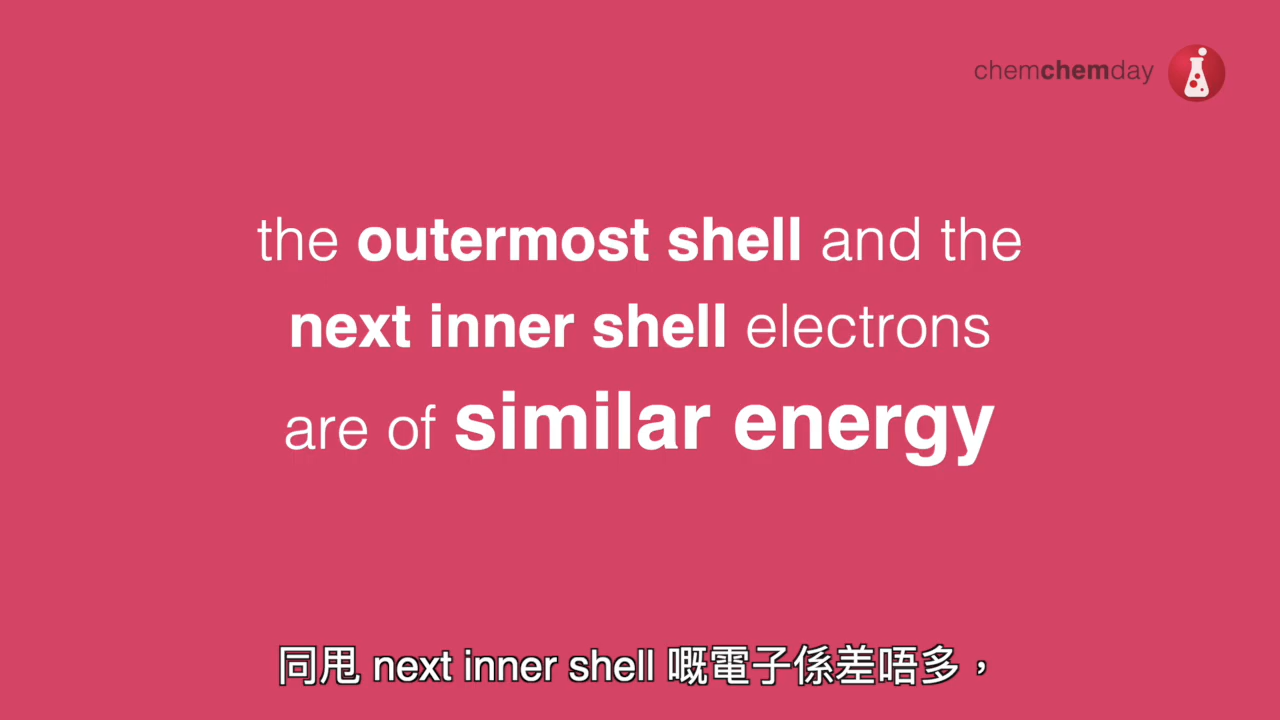 chemchemday
the outermost shell and the
next inner shell electrons
are of similar energy
同甩 next inner shell 嘅電子係差唔多，